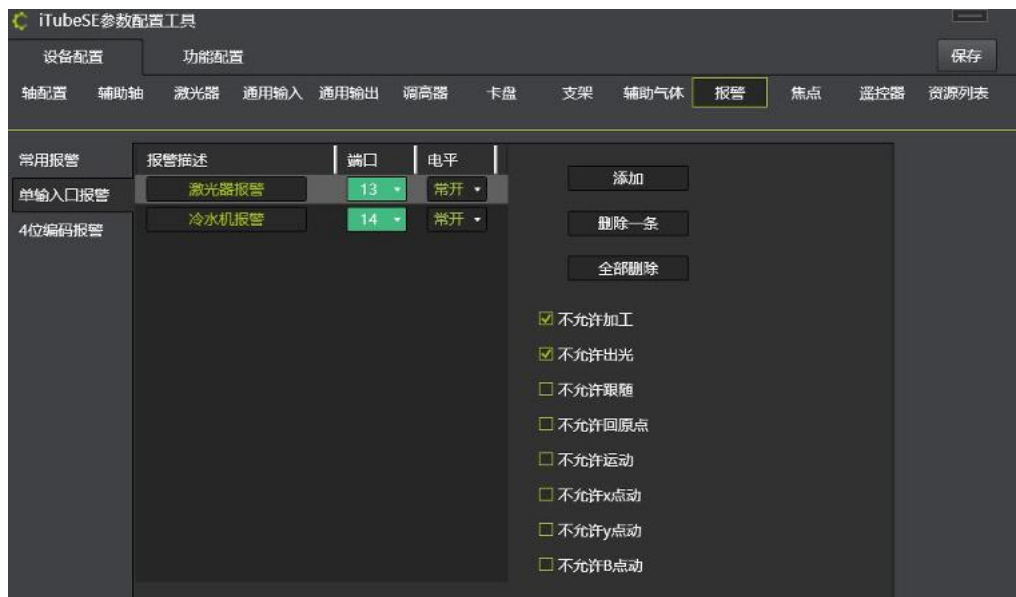 iTubeSE参数配置工具
设备配置 功能配置 保存
轴配置 辅助轴 激光器 通用输入 通用输出 调高器 卡盘 支架 辅助气体 报警 焦点 遥控器 资源列表
常用报警 报警描述 端口 电平
单输入口报警 激光器报警 13 常开
4位编码报警 冷水机报警 14 常开
添加
删除一条
全部删除
不允许加工
不允许出光
不允许跟随
不允许回原点
不允许运动
不允许x点动
不允许y点动
不允许B点动